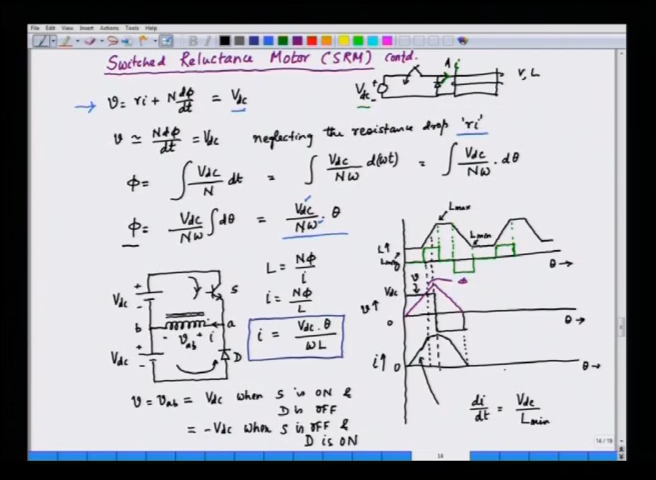 File Edit View Insert Actions Tools Help
Switched Reluctance Motor (SRM) contd.
v = ri + N dφ/dt = Vdc
Vdc + - A i r, L
v ≃ N dφ/dt = Vdc neglecting the resistance drop 'ri'
φ = ∫ Vdc/N dt = ∫ Vdc/Nω d(ωt) = ∫ Vdc/Nω . dθ
φ = Vdc/Nω ∫ dθ = Vdc/Nω . θ
Lmax
Lmin
L↑
Lmin
θ →
L = Nφ/i
i = Nφ/L
i = Vdc . θ/ωL
Vdc + - S
b - vab + i a
Vdc + - D
Vdc v φ
v↑
0
θ →
i↑
0
θ →
di/dt = Vdc/Lmin
v = vab = Vdc when S is ON &
D is OFF
= -Vdc when S is OFF &
D is ON
14
14 / 19